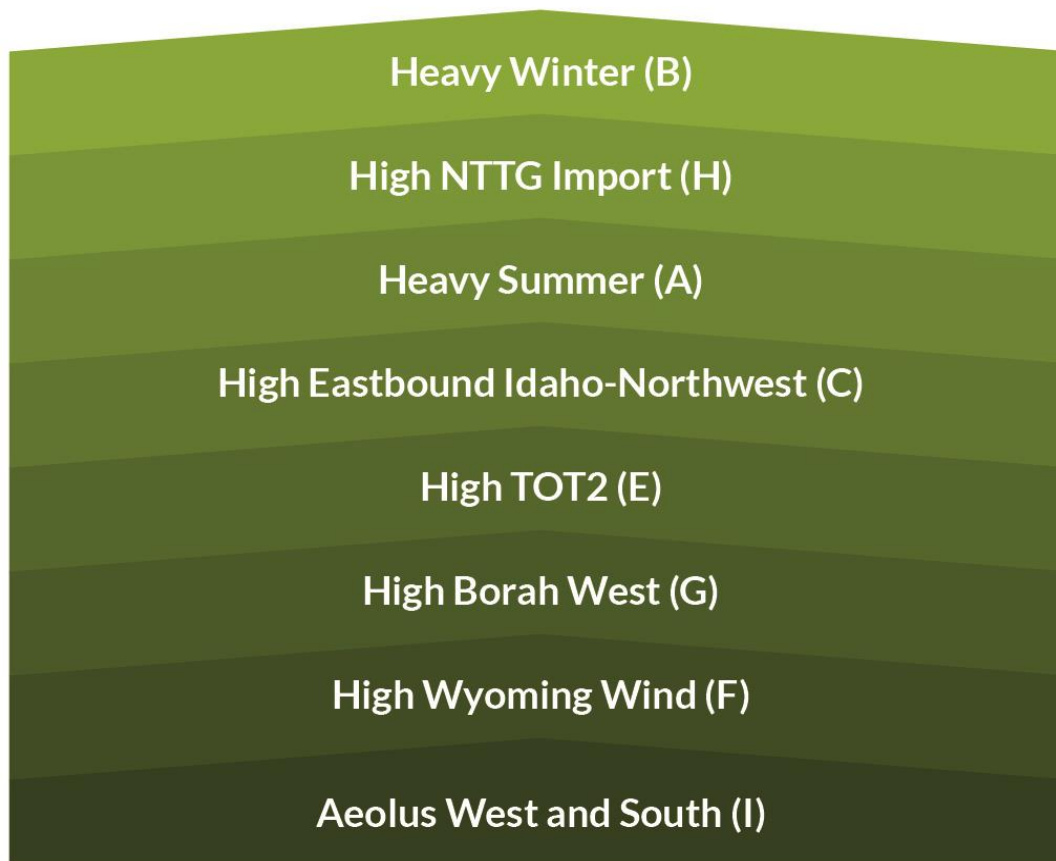 Heavy Winter (B)
High NTTG Import (H)
Heavy Summer (A)
High Eastbound Idaho-Northwest (C)
High TOT2 (E)
High Borah West (G)
High Wyoming Wind (F)
Aeolus West and South (I)